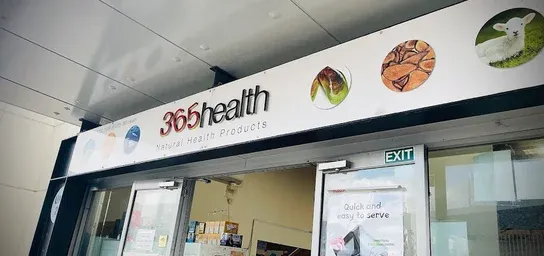 365health
Natural Health Products
EXIT
Quick and
easy to serve